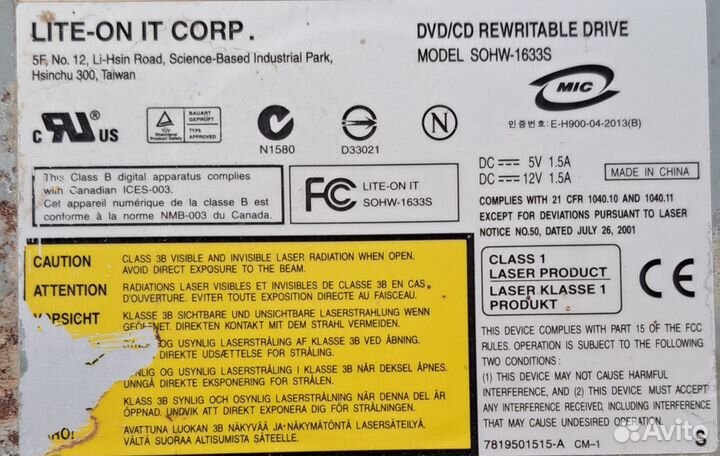 LITE-ON IT CORP.
5F, No. 12, Li-Hsin Road, Science-Based Industrial Park,
Hsinchu 300, Taiwan
DVD/CD REWRITABLE DRIVE
MODEL SOHW-1633S
MIC
인증번호: E-H900-04-2013(B)
c RU US
TÜV
Rheinland
BAUART
GEPRÜFT
TYPE
APPROVED
N1580
D33021
N
DC 5V 1.5A
DC 12V 1.5A
MADE IN CHINA
This Class B digital apparatus complies
with Canadian ICES-003.
Cet appareil numérique de la classe B est
conforme à la norme NMB-003 du Canada.
FC
LITE-ON IT
SOHW-1633S
COMPLIES WITH 21 CFR 1040.10 AND 1040.11
EXCEPT FOR DEVIATIONS PURSUANT TO LASER
NOTICE NO.50, DATED JULY 26, 2001
CAUTION CLASS 3B VISIBLE AND INVISIBLE LASER RADIATION WHEN OPEN.
AVOID DIRECT EXPOSURE TO THE BEAM.
ATTENTION RADIATIONS LASER VISIBLES ET INVISIBLES DE CLASSE 3B EN CAS
D'OUVERTURE. EVITER TOUTE EXPOSITION DIRECTE AU FAISCEAU.
VORSICHT KLASSE 3B SICHTBARE UND UNSICHTBARE LASERSTRAHLUNG WENN
GEÖFFNET. DIREKTEN KONTAKT MIT DEM STRAHL VERMEIDEN.
OG USYNLIG LASERSTRÅLING AF KLASSE 3B VED ÅBNING.
DIREKTE UDSÆTTELSE FOR STRÅLING.
SYNLIG OG USYNLIG LASERSTRÅLING I KLASSE 3B NÅR DEKSEL ÅPNES.
UNNGÅ DIREKTE EKSPONERING FOR STRÅLEN.
KLASS 3B SYNLIG OCH OSYNLIG LASERSTRÅLNING NÄR DENNA DEL ÄR
ÖPPNAD. UNDVIK ATT DIREKT EXPONERA DIG FÖR STRÅLNINGEN.
RO! AVATTUNA LUOKAN 3B NÄKYVÄÄ JA NÄKYMÄTÖNTÄ LASERSÄTEILYÄ.
VÄLTÄ SUORAA ALTISUMISTA SÄTEELLE.
CLASS 1
LASER PRODUCT
LASER KLASSE 1
PRODUKT
CE
THIS DEVICE COMPLIES WITH PART 15 OF THE FCC
RULES. OPERATION IS SUBJECT TO THE FOLLOWING
TWO CONDITIONS:
(1) THIS DEVICE MAY NOT CAUSE HARMFUL
INTERFERENCE, AND (2) THIS DEVICE MUST ACCEPT
ANY INTERFERENCE RECEIVED, INCLUDING INTERFERENCE
THAT MAY CAUSE UNDESIRED OPERATION.
7819501515-A CM-1
G
Avito